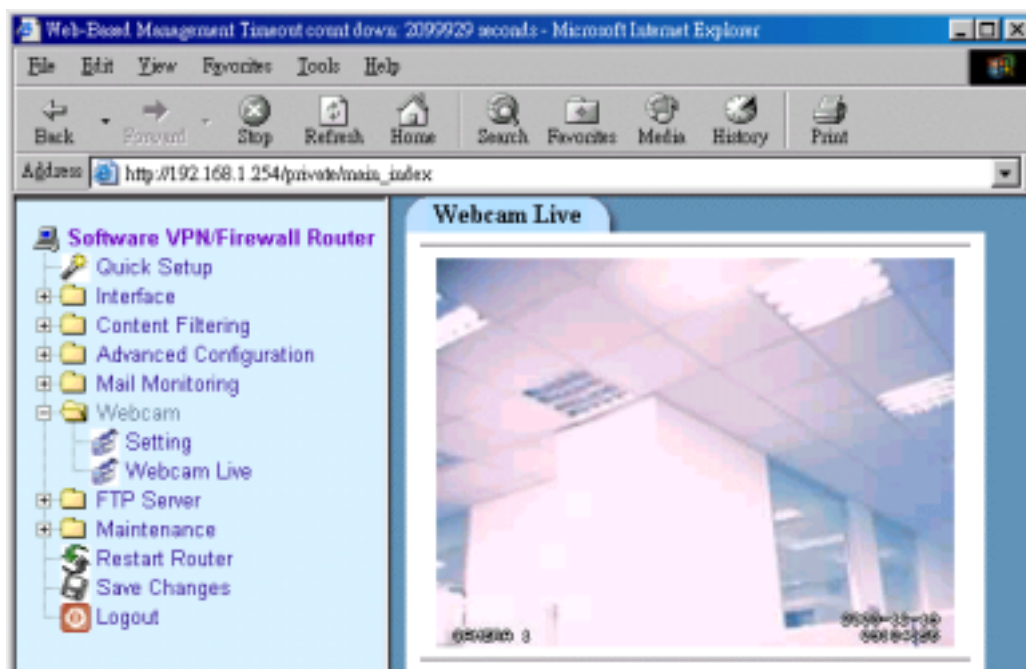 Web-Based Management Timeout count down: 2099929 seconds - Microsoft Internet Explorer
File Edit View Favorites Tools Help
Back Forward Stop Refresh Home Search Favorites Media History Print
Address http://192.168.1.254/private/main_index
Webcam Live
Software VPN/Firewall Router
Quick Setup
Interface
Content Filtering
Advanced Configuration
Mail Monitoring
Webcam
Setting
Webcam Live
FTP Server
Maintenance
Restart Router
Save Changes
Logout